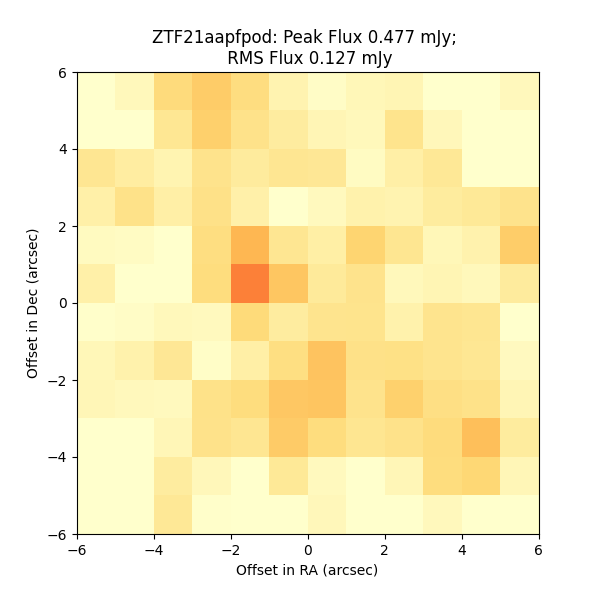 ZTF21aapfpod: Peak Flux 0.477 mJy;
RMS Flux 0.127 mJy
6
4
2
0
−2
−4
−6
Offset in Dec (arcsec)
−6 −4 −2 0 2 4 6
Offset in RA (arcsec)